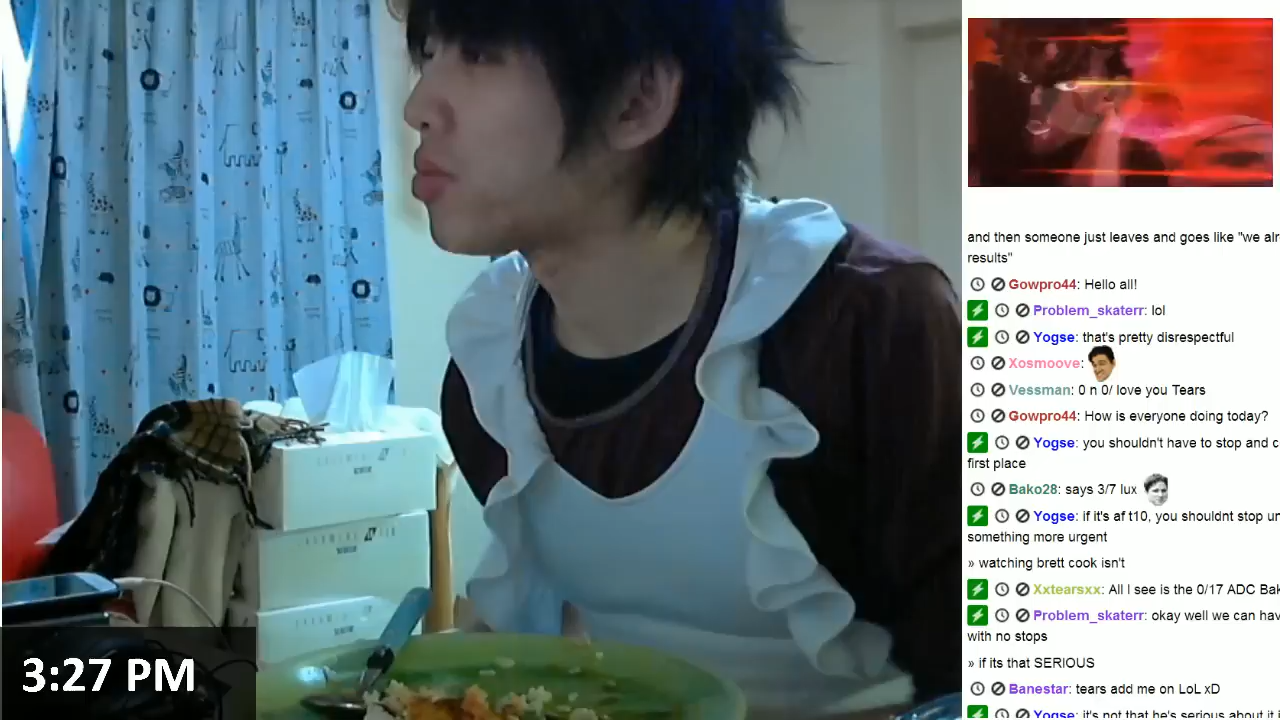 and then someone just leaves and goes like "we alr
results"
Gowpro44: Hello all!
Problem_skaterr: lol
Yogse: that's pretty disrespectful
Xosmoove:
Vessman: 0 n 0/ love you Tears
Gowpro44: How is everyone doing today?
Yogse: you shouldn't have to stop and c
first place
Bako28: says 3/7 lux
Yogse: if it's af t10, you shouldnt stop un
something more urgent
» watching brett cook isn't
Xxtearsxx: All I see is the 0/17 ADC Bak
Problem_skaterr: okay well we can hav
with no stops
» if its that SERIOUS
Banestar: tears add me on LoL xD
Yogse: it's not that he's serious about it i
3:27 PM